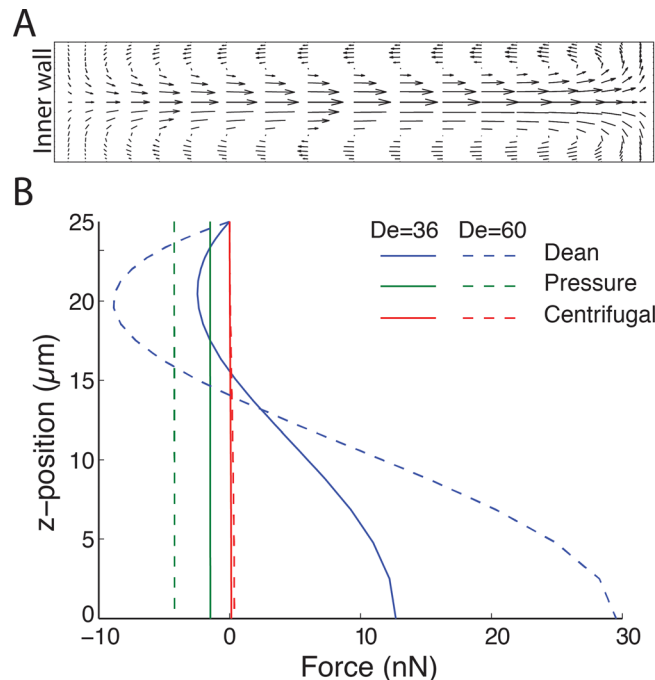 A
Inner wall
B
De=36 De=60
Dean
Pressure
Centrifugal
25
20
15
10
5
0
z-position (μm)
-10 0 10 20 30
Force (nN)